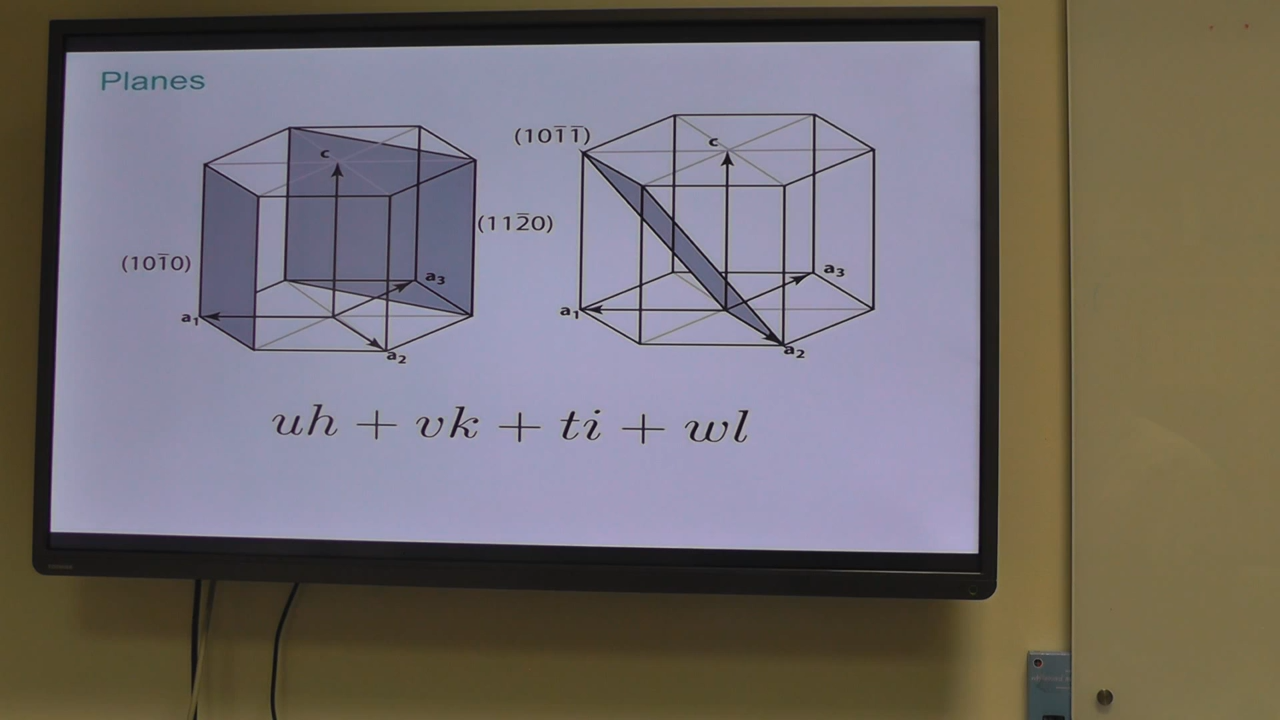 Planes
(101̄0)
c
(112̄0)
a₁
a₂
a₃
(101̄1̄)
c
a₁
a₂
a₃
uh + vk + ti + wl